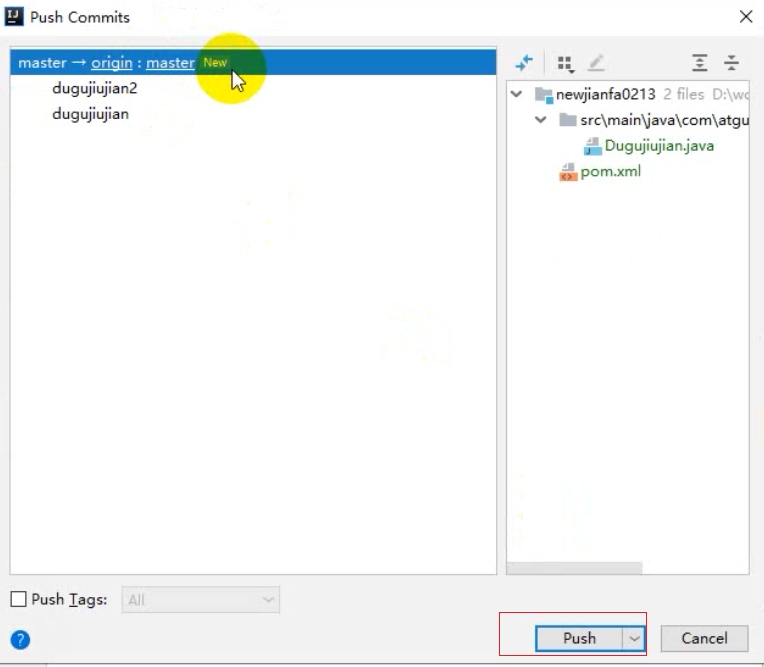 Push Commits
master → origin : master New
dugujiujian2
dugujiujian
newjianfa0213 2 files D:\wo
src\main\java\com\atgu
Dugujiujian.java
pom.xml
Push Tags: All
? Push Cancel